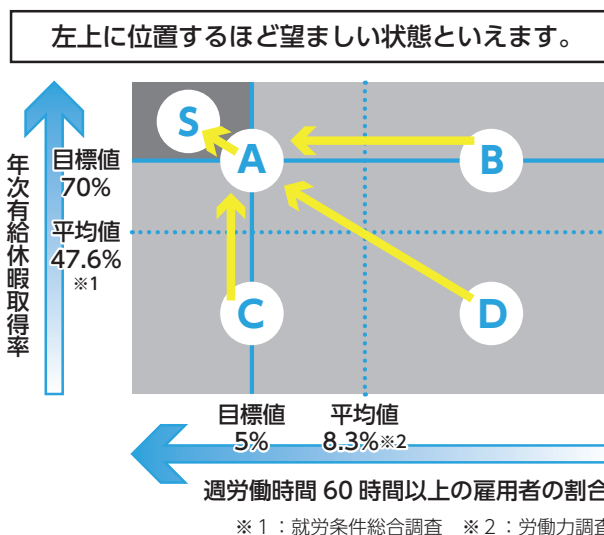 左上に位置するほど望ましい状態といえます。
年次有給休暇取得率
目標値
70%
平均値
47.6%
※1
S
A
B
C
D
目標値
5%
平均値
8.3%※2
週労働時間 60 時間以上の雇用者の割合
※1：就労条件総合調査 ※2：労働力調査